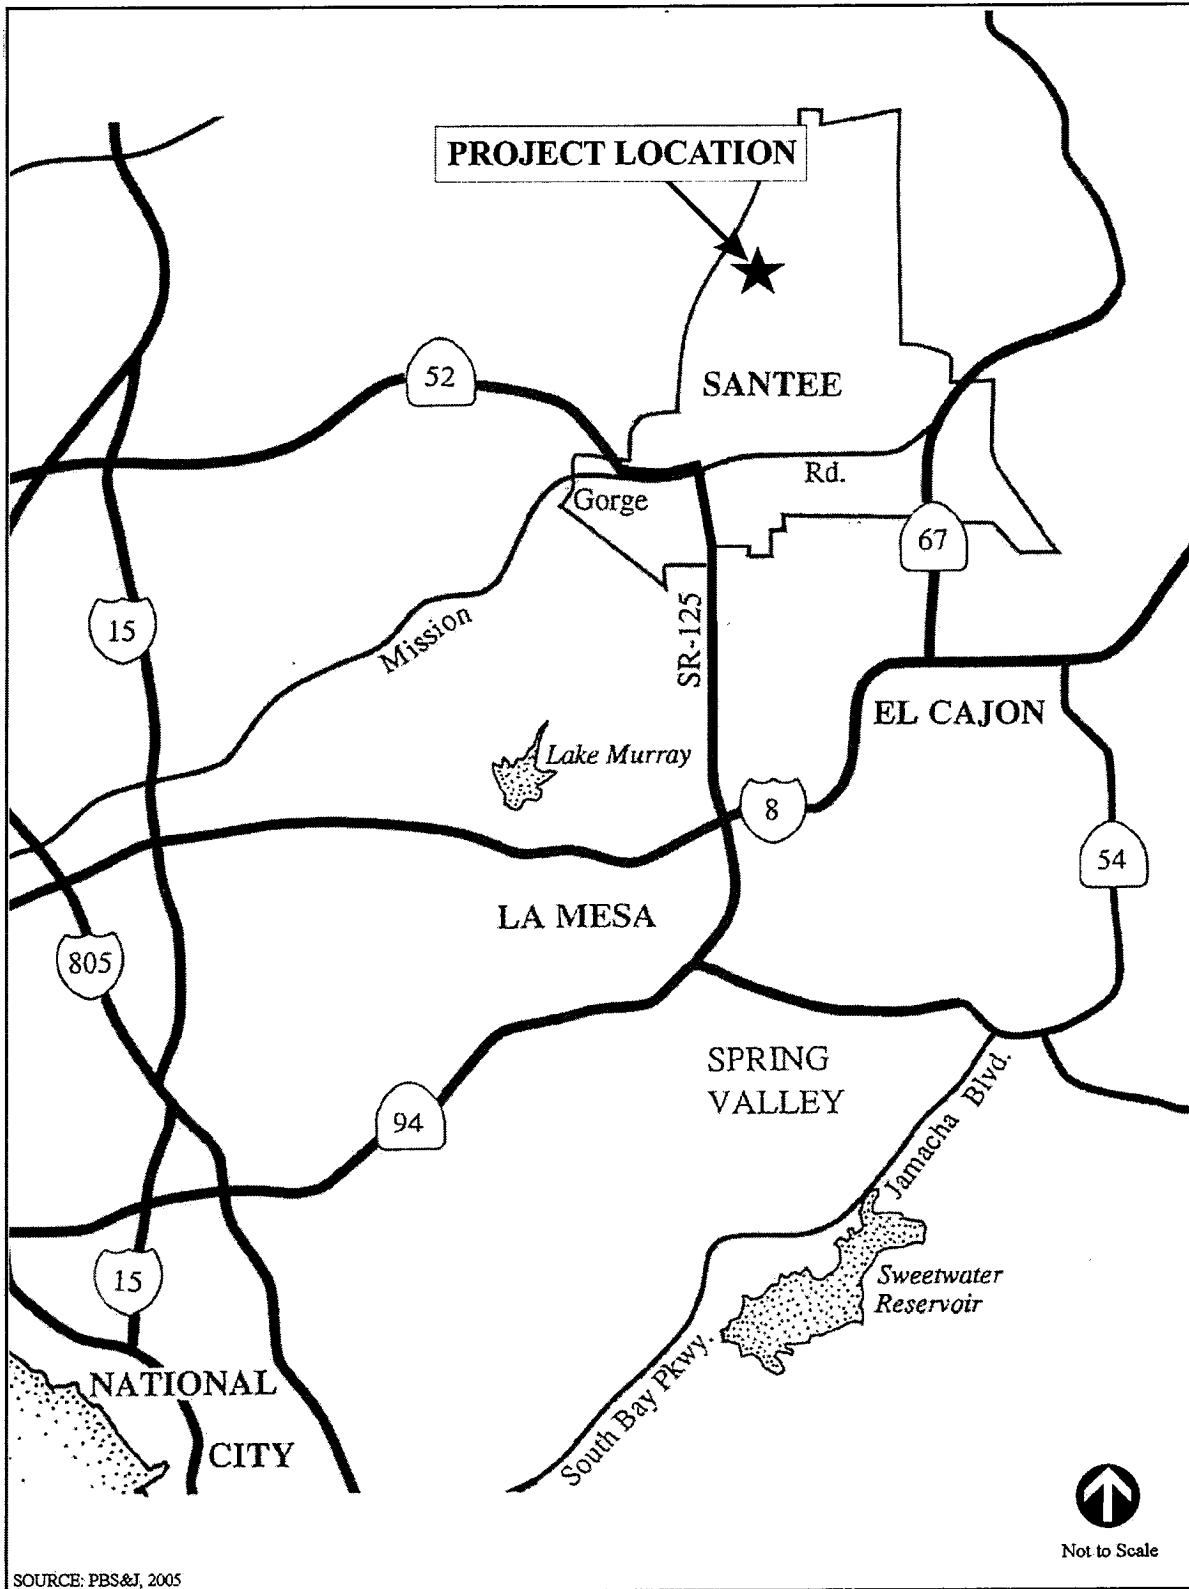 PROJECT LOCATION
52
SANTEE
Rd.
Gorge
67
15
Mission
SR-125
EL CAJON
Lake Murray
8
54
LA MESA
805
SPRING
VALLEY
Jamacha Blvd.
94
15
Sweetwater
Reservoir
South Bay Pkwy.
NATIONAL
CITY
Not to Scale
SOURCE: PBS&J, 2005